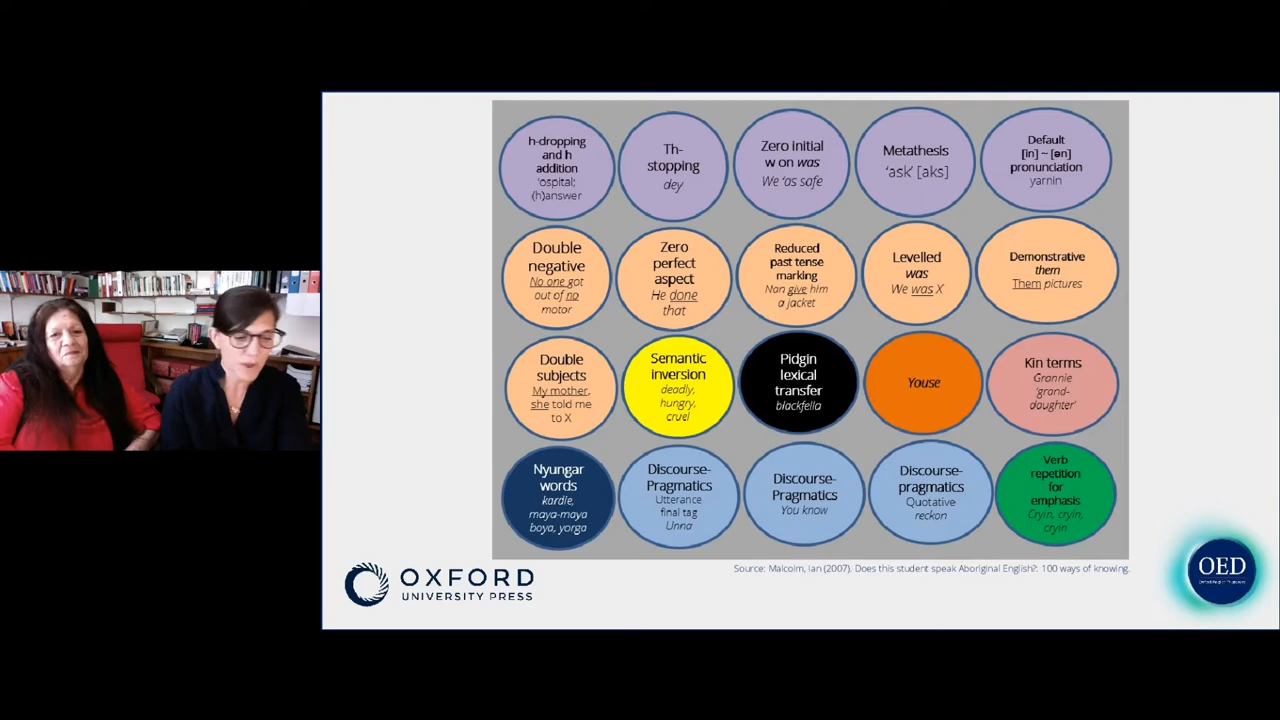 h-dropping
and h
addition
'ospital;
(h)answer
Th-
stopping
dey
Zero initial
w on was
We 'as safe
Metathesis
'ask' [aks]
Default
[in] ~ [ən]
pronunciation
yarnin
Double
negative
No one got
out of no
motor
Zero
perfect
aspect
He done
that
Reduced
past tense
marking
Nan give him
a jacket
Levelled
was
We was X
Demonstrative
them
Them pictures
Double
subjects
My mother,
she told me
to X
Semantic
inversion
deadly,
hungry,
cruel
Pidgin
lexical
transfer
blackfella
Youse
Kin terms
Grannie
'grand-
daughter'
Nyungar
words
kardie,
maya-maya
boya, yorga
Discourse-
Pragmatics
Utterance
final tag
Unna
Discourse-
Pragmatics
You know
Discourse-
pragmatics
Quotative
reckon
Verb
repetition
for
emphasis
Cryin, cryin,
cryin
Source: Malcolm, Ian (2007). Does this student speak Aboriginal English?: 100 ways of knowing.
OXFORD
UNIVERSITY PRESS
OED